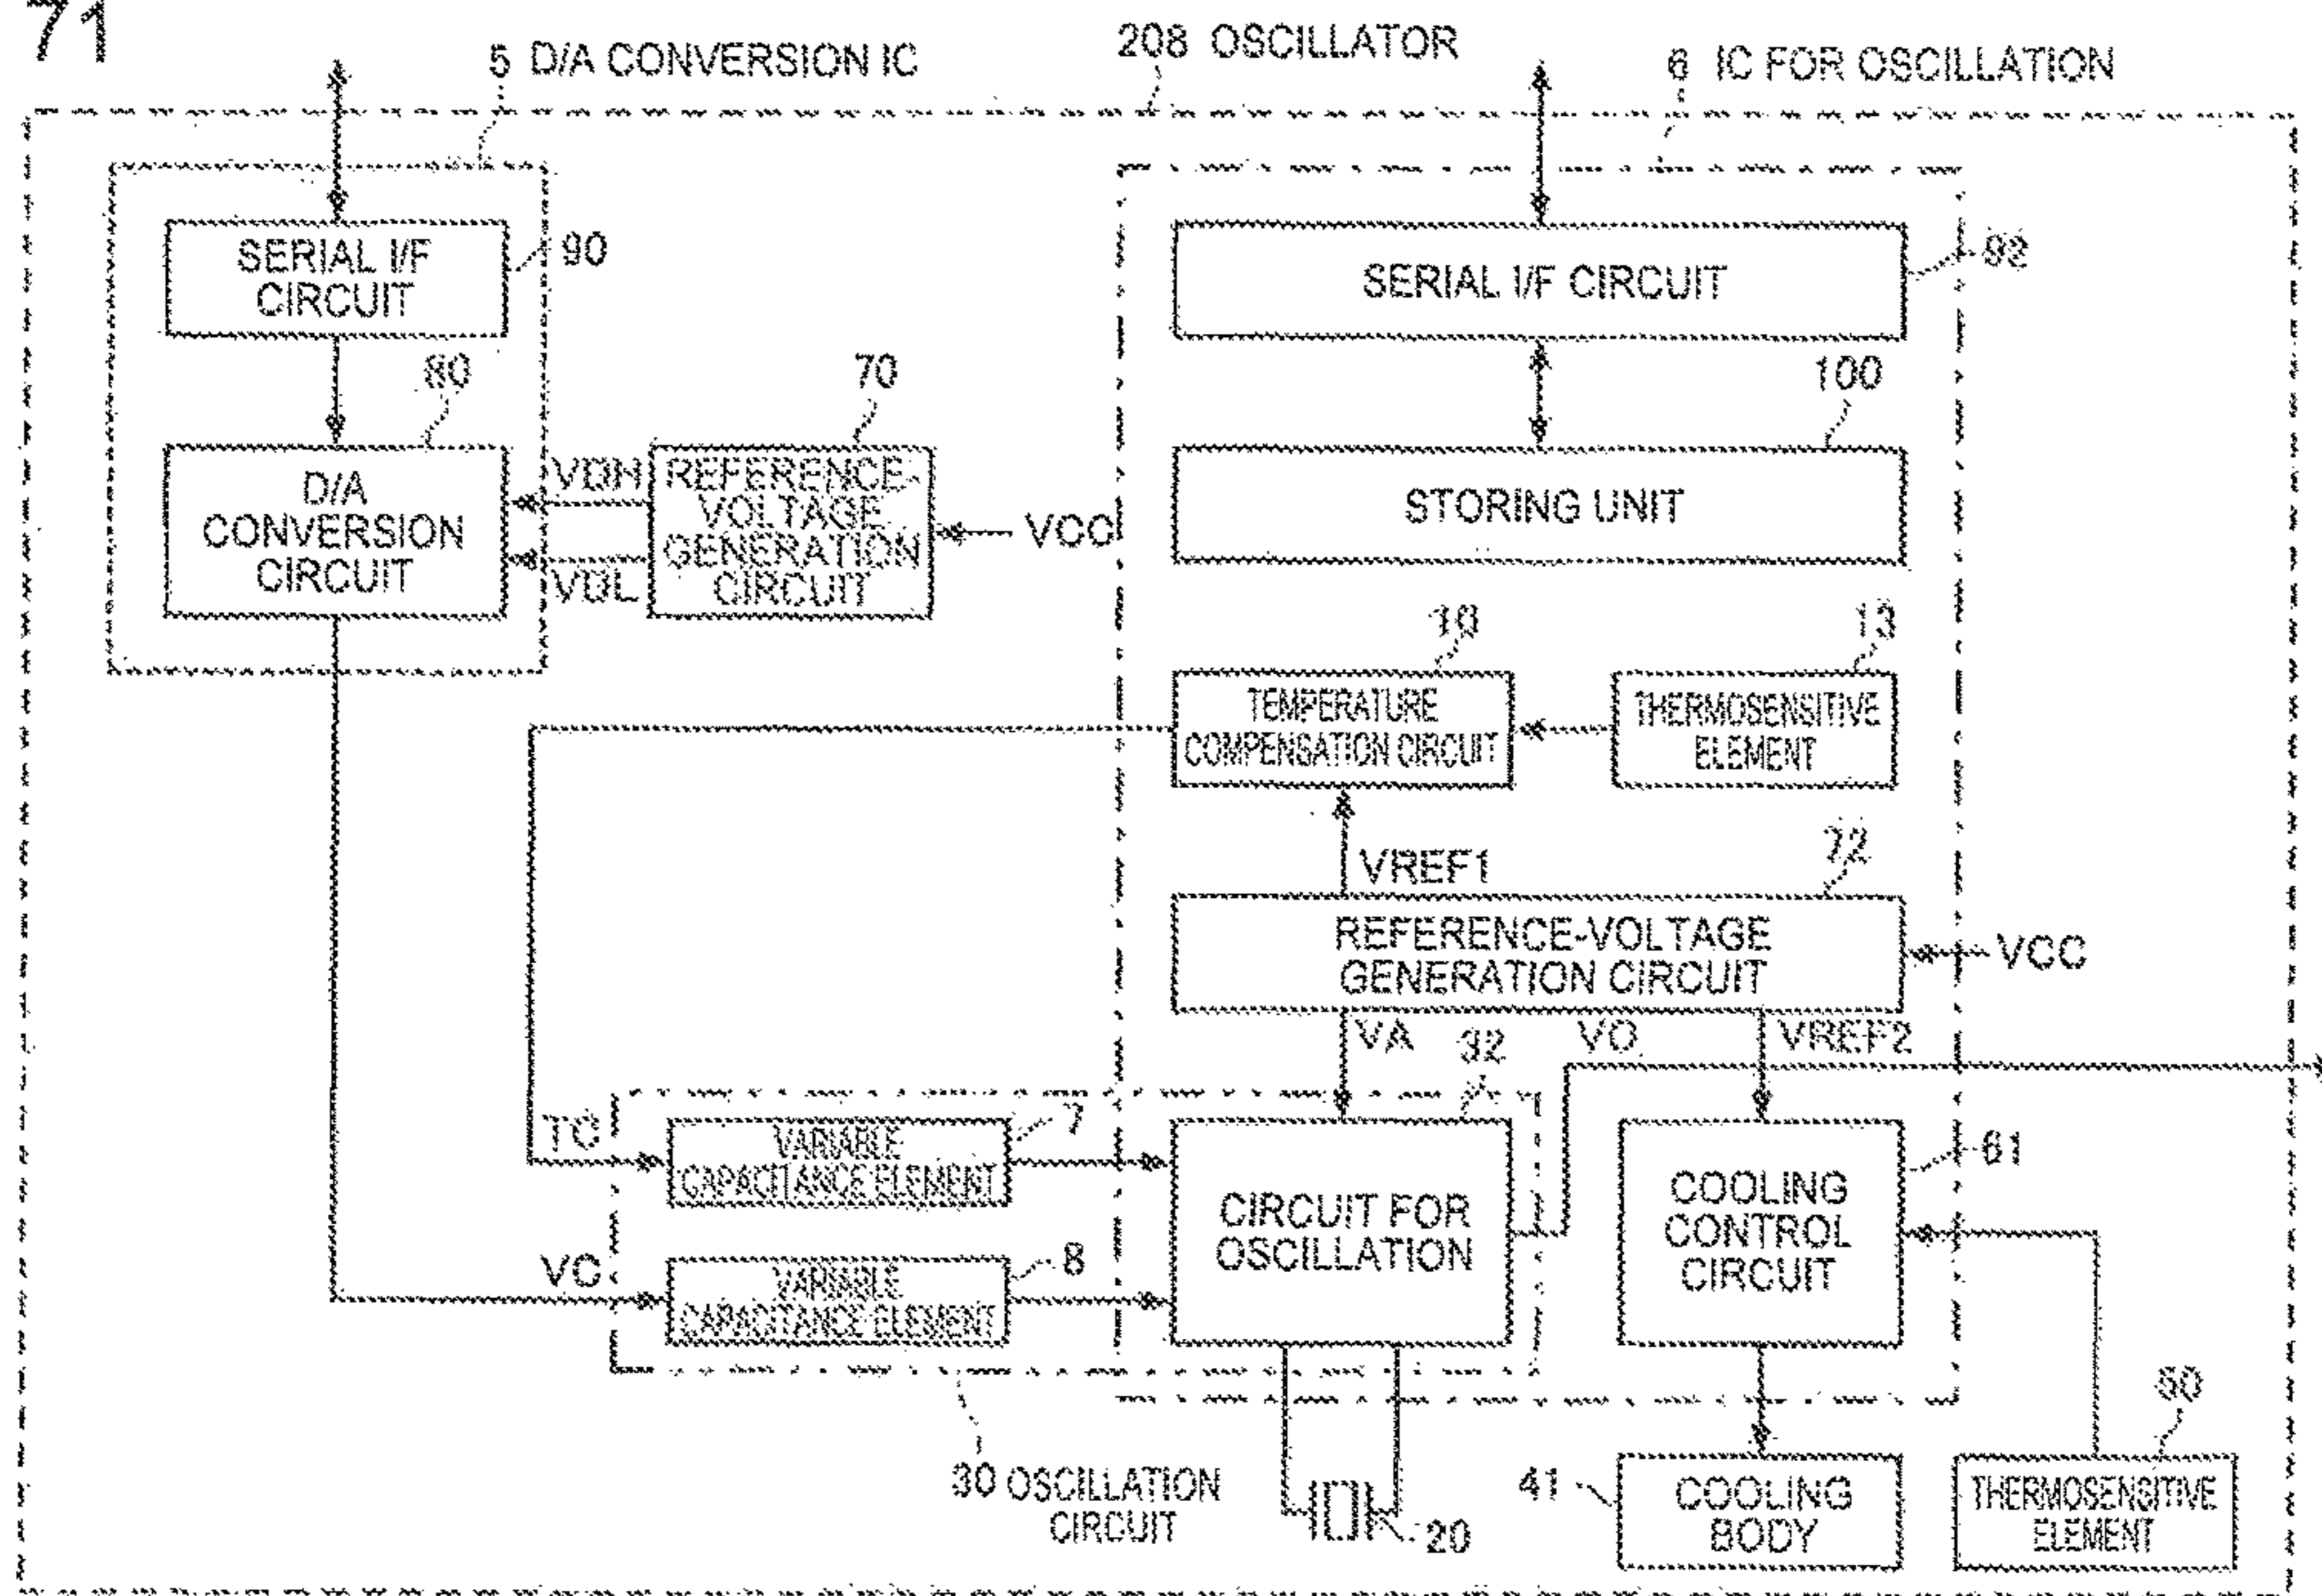 71
5 D/A CONVERSION IC
208 OSCILLATOR
6 IC FOR OSCILLATION
SERIAL I/F
CIRCUIT
90
SERIAL I/F CIRCUIT
92
80
70
100
D/A
CONVERSION
CIRCUIT
VDH
VDL
REFERENCE-
VOLTAGE
GENERATION
CIRCUIT
VCC
STORING UNIT
10
13
TEMPERATURE
COMPENSATION CIRCUIT
THERMOSENSITIVE
ELEMENT
VREF1
72
REFERENCE-VOLTAGE
GENERATION CIRCUIT
VCC
VA
32
VO
VREF2
TC
VARIABLE
CAPACITANCE ELEMENT
7
VC
VARIABLE
CAPACITANCE ELEMENT
8
CIRCUIT FOR
OSCILLATION
COOLING
CONTROL
CIRCUIT
61
30 OSCILLATION
CIRCUIT
20
41
COOLING
BODY
50
THERMOSENSITIVE
ELEMENT